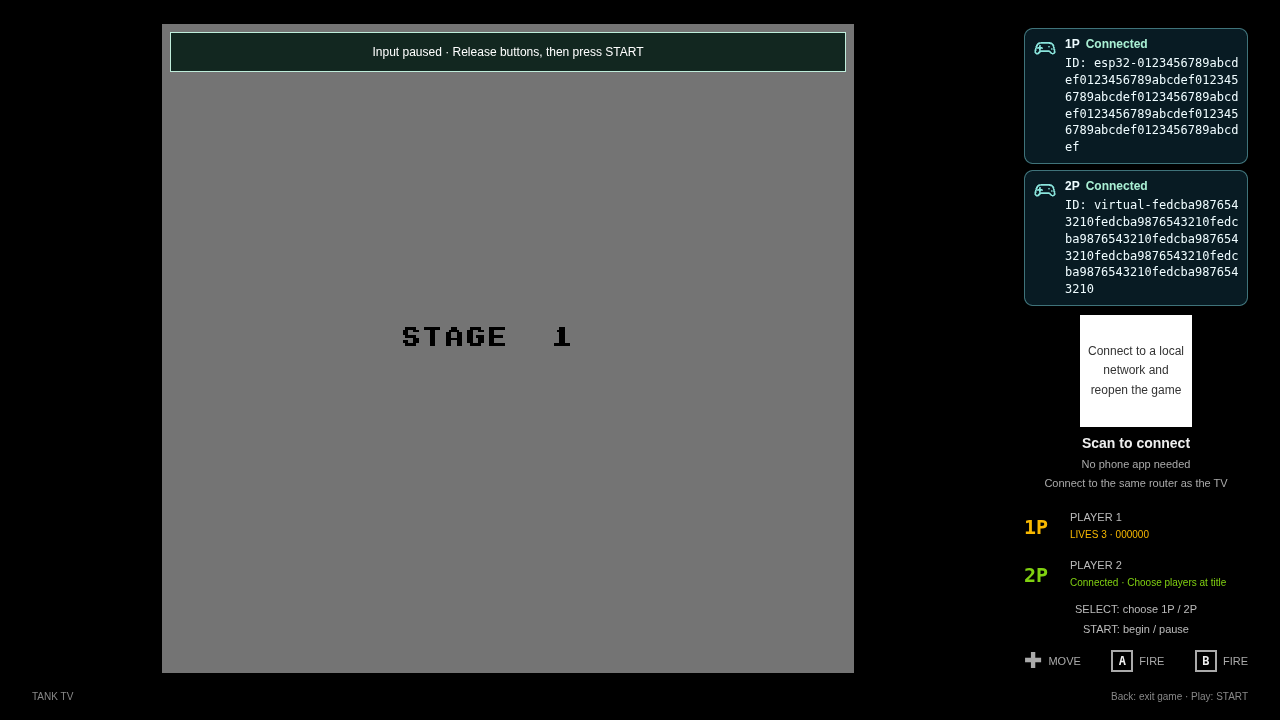 Input paused · Release buttons, then press START
STAGE 1
1P Connected
ID: esp32-0123456789abcd
ef0123456789abcdef012345
6789abcdef0123456789abcd
ef0123456789abcdef012345
6789abcdef0123456789abcd
ef
2P Connected
ID: virtual-fedcba987654
3210fedcba9876543210fedc
ba9876543210fedcba987654
3210fedcba9876543210fedc
ba9876543210fedcba987654
3210
Connect to a local
network and
reopen the game
Scan to connect
No phone app needed
Connect to the same router as the TV
1P PLAYER 1
LIVES 3 · 000000
2P PLAYER 2
Connected · Choose players at title
SELECT: choose 1P / 2P
START: begin / pause
MOVE A FIRE B FIRE
TANK TV
Back: exit game · Play: START